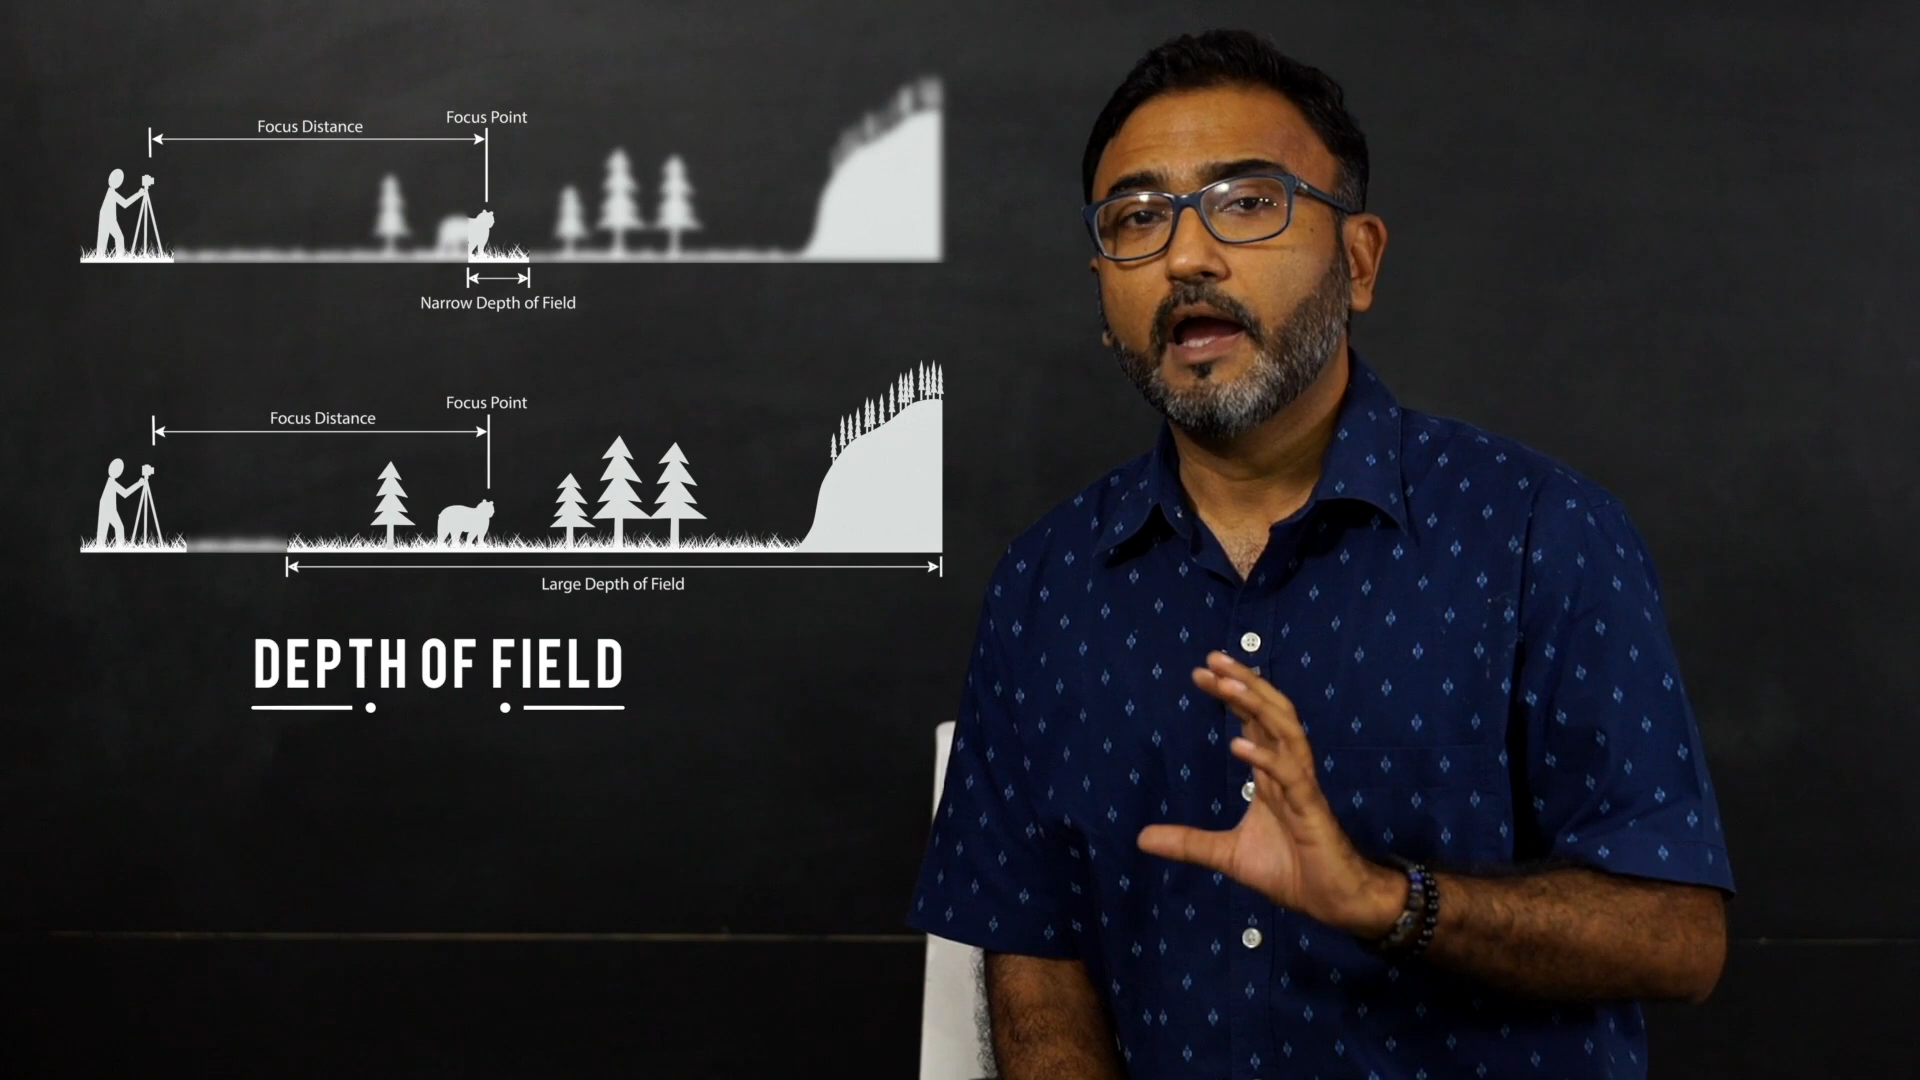 Focus Distance
Focus Point
Narrow Depth of Field
Focus Distance
Focus Point
Large Depth of Field
DEPTH OF FIELD